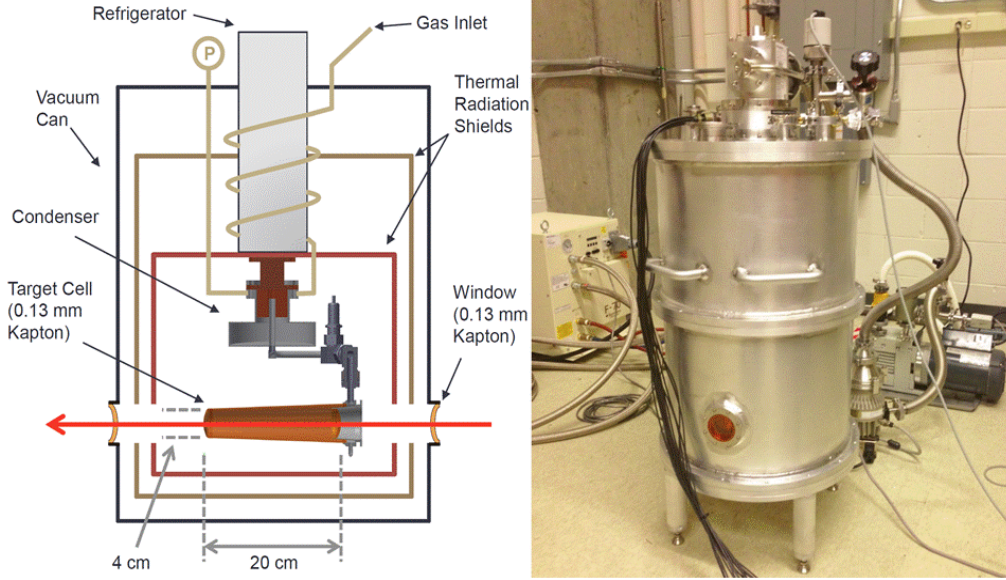 Refrigerator
Gas Inlet
P
Vacuum
Can
Thermal
Radiation
Shields
Condenser
Target Cell
(0.13 mm
Kapton)
Window
(0.13 mm
Kapton)
4 cm
20 cm